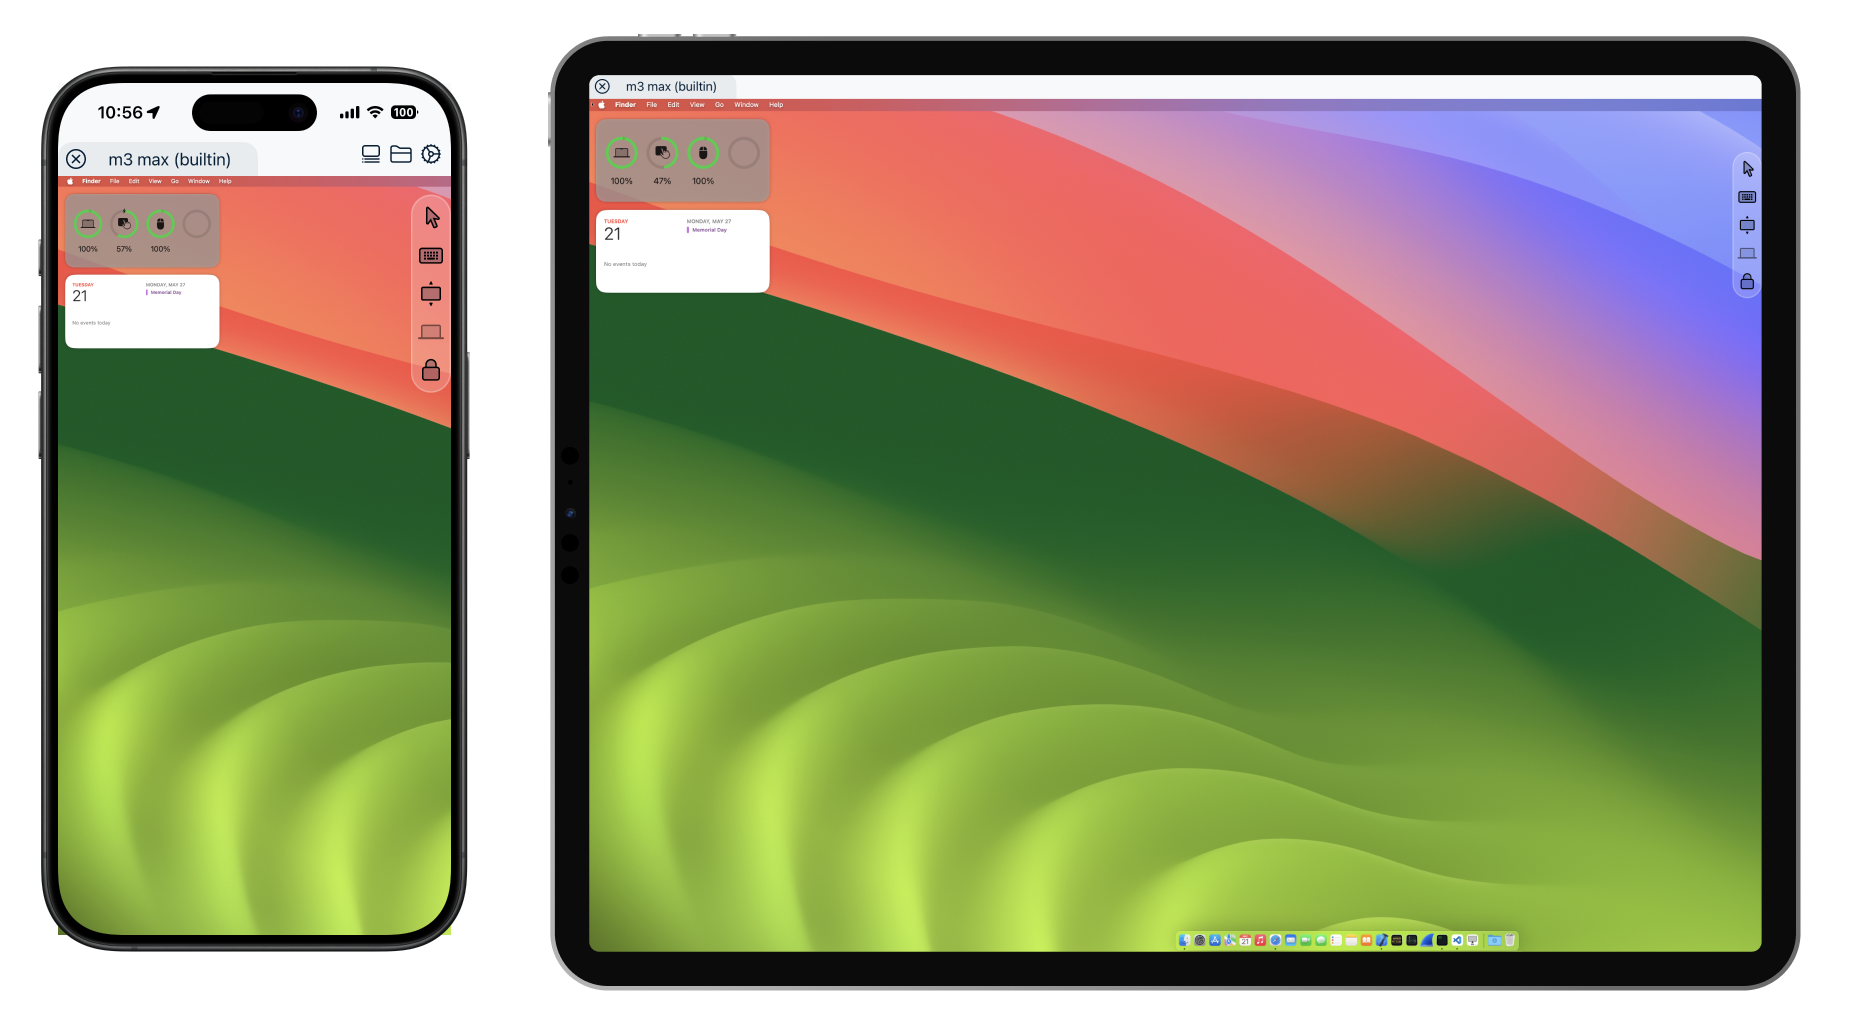 10:56
100
m3 max (builtin)
Finder File Edit View Go Window Help
100% 57% 100%
TUESDAY
21
No events today
MONDAY, MAY 27
Memorial Day
m3 max (builtin)
Finder File Edit View Go Window Help
100% 47% 100%
TUESDAY
21
No events today
MONDAY, MAY 27
Memorial Day
21